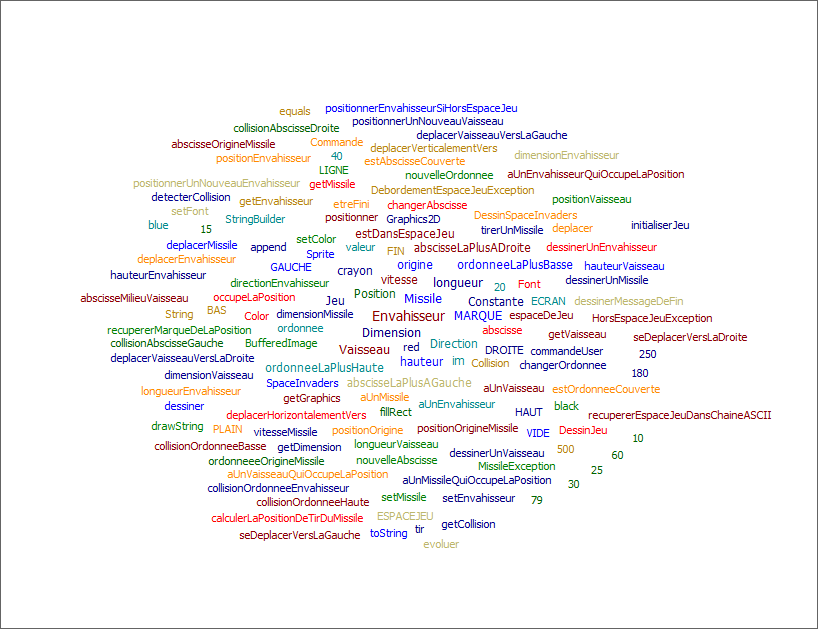 equals positionnerEnvahisseurSiHorsEspaceJeu
positionnerUnNouveauVaisseau
collisionAbscisseDroite deplacerVaisseauVersLaGauche
abscisseOrigineMissile Commande deplacerVerticalementVers
positionEnvahisseur 40 estAbscisseCouverte dimensionEnvahisseur
LIGNE nouvelleOrdonnee aUnEnvahisseurQuiOccupeLaPosition
positionnerUnNouveauEnvahisseur getMissile DebordementEspaceJeuException
detecterCollision getEnvahisseur etreFini changerAbscisse positionVaisseau
setFont StringBuilder positionner Graphics2D DessinSpaceInvaders
blue 15 setColor estDansEspaceJeu tirerUnMissile deplacer initialiserJeu
deplacerMissile append valeur FIN abscisseLaPlusADroite dessinerUnEnvahisseur
deplacerEnvahisseur Sprite
hauteurEnvahisseur GAUCHE crayon origine ordonneeLaPlusBasse hauteurVaisseau
directionEnvahisseur vitesse longueur 20 Font dessinerUnMissile
abscisseMilieuVaisseau occupeLaPosition Jeu Position Missile Constante ECRAN dessinerMessageDeFin
String BAS Color dimensionMissile Envahisseur MARQUE espaceDeJeu HorsEspaceJeuException
recupererMarqueDeLaPosition ordonnee Dimension abscisse getVaisseau seDeplacerVersLaDroite
collisionAbscisseGauche BufferedImage Vaisseau red Direction DROITE commandeUser 250
deplacerVaisseauVersLaDroite ordonneeLaPlusHaute hauteur im Collision changerOrdonnee
dimensionVaisseau SpaceInvaders abscisseLaPlusAGauche aUnVaisseau 180
longueurEnvahisseur getGraphics aUnMissile estOrdonneeCouverte
dessiner deplacerHorizontalementVers fillRect aUnEnvahisseur HAUT black recupererEspaceJeuDansChaineASCII
drawString PLAIN vitesseMissile positionOrigine positionOrigineMissile VIDE DessinJeu
collisionOrdonneeBasse getDimension longueurVaisseau 10
ordonneeeOrigineMissile nouvelleAbscisse dessinerUnVaisseau 500 60
aUnVaisseauQuiOccupeLaPosition MissileException 25
collisionOrdonneeEnvahisseur aUnMissileQuiOccupeLaPosition 30
collisionOrdonneeHaute setMissile setEnvahisseur 79
calculerLaPositionDeTirDuMissile ESPACEJEU
seDeplacerVersLaGauche toString tir getCollision
evoluer